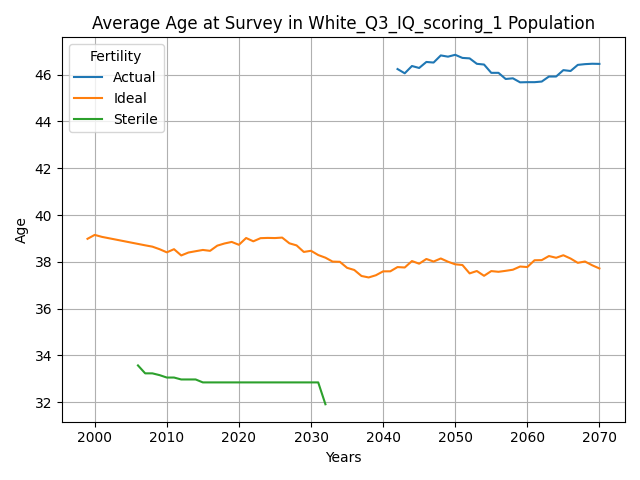 Average Age at Survey in White_Q3_IQ_scoring_1 Population
Fertility
Actual
Ideal
Sterile
Age
46
44
42
40
38
36
34
32
2000 2010 2020 2030 2040 2050 2060 2070
Years